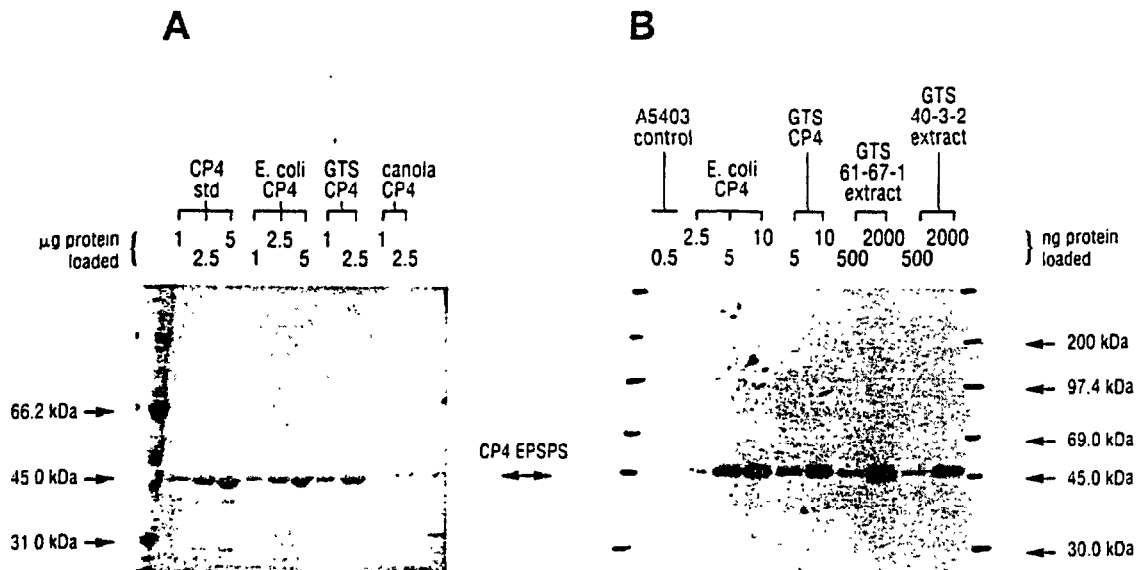 A
B
CP4 std
E. coli CP4
GTS CP4
canola CP4
µg protein loaded {
1 5 2.5 1 1
2.5 1 5 2.5 2.5
A5403 control
E. coli CP4
GTS CP4
GTS 61-67-1 extract
GTS 40-3-2 extract
2.5 10 10 2000 2000
0.5 5 5 500 500
} ng protein loaded
66.2 kDa
45.0 kDa
31 0 kDa
CP4 EPSPS
200 kDa
97.4 kDa
69.0 kDa
45.0 kDa
30.0 kDa